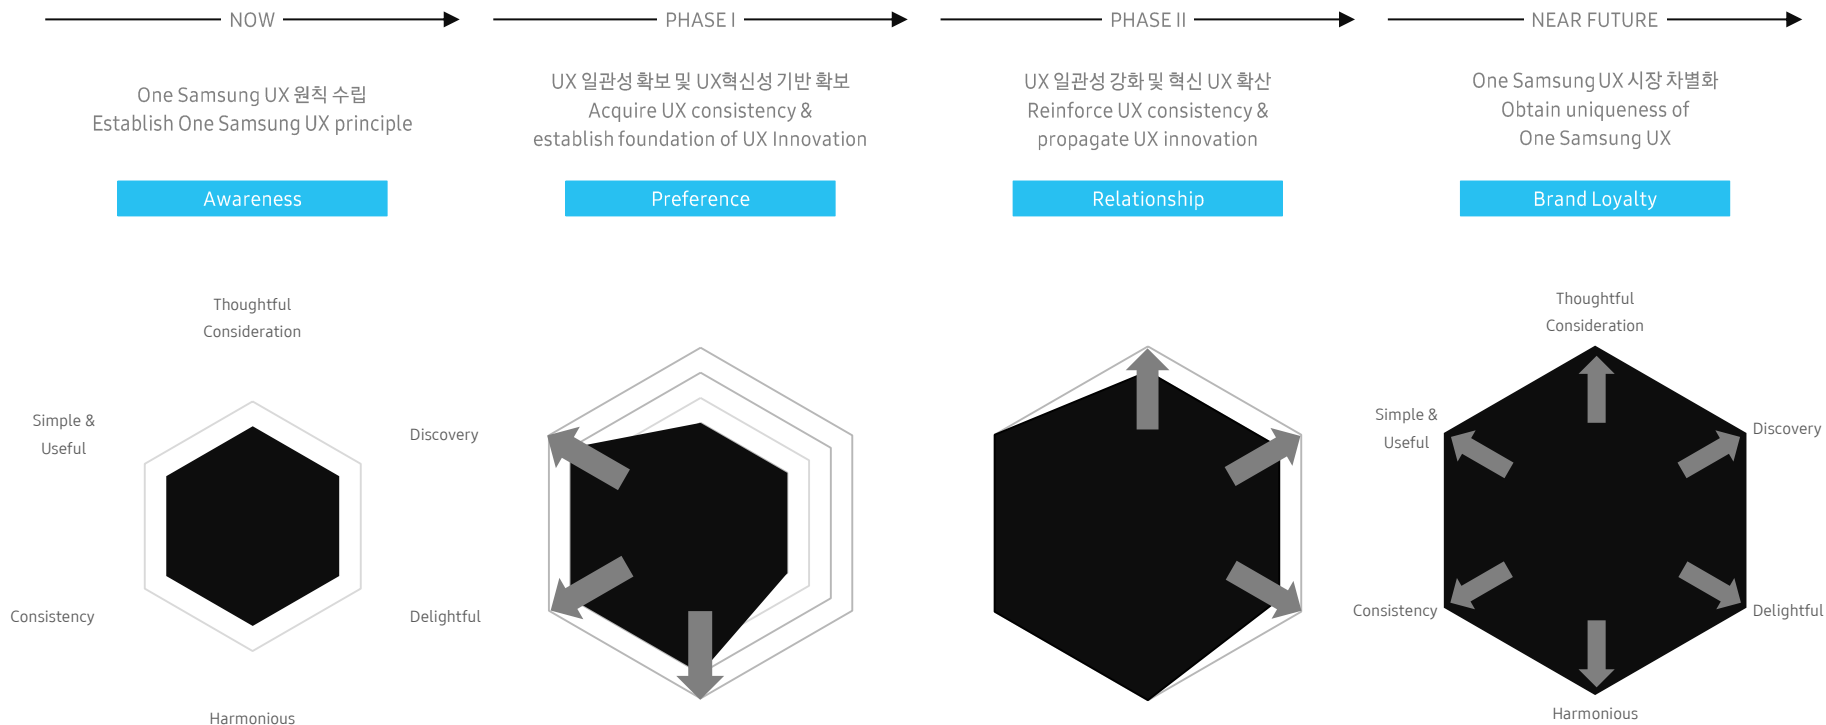 NOW
PHASE I
PHASE II
NEAR FUTURE
One Samsung UX 원칙 수립
Establish One Samsung UX principle
UX 일관성 확보 및 UX혁신성 기반 확보
Acquire UX consistency &
establish foundation of UX Innovation
UX 일관성 강화 및 혁신 UX 확산
Reinforce UX consistency &
propagate UX innovation
One Samsung UX 시장 차별화
Obtain uniqueness of
One Samsung UX
Awareness
Preference
Relationship
Brand Loyalty
Thoughtful
Consideration
Simple &
Useful
Discovery
Consistency
Delightful
Harmonious
Thoughtful
Consideration
Simple &
Useful
Discovery
Consistency
Delightful
Harmonious